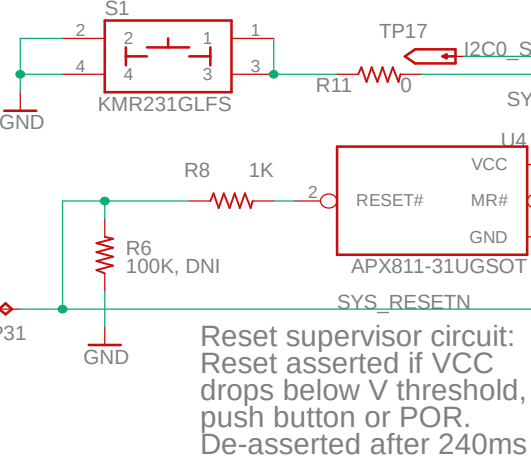 S1
2 2 1 1
4 4 3 3
KMR231GLFS
GND
TP17
I2C0_S
R11 0
SY
U4
R8 1K
2 RESET#
VCC
MR#
GND
APX811-31UGSOT
R6
100K, DNI
SYS_RESETN
P31
GND
Reset supervisor circuit:
Reset asserted if VCC
drops below V threshold,
push button or POR.
De-asserted after 240ms